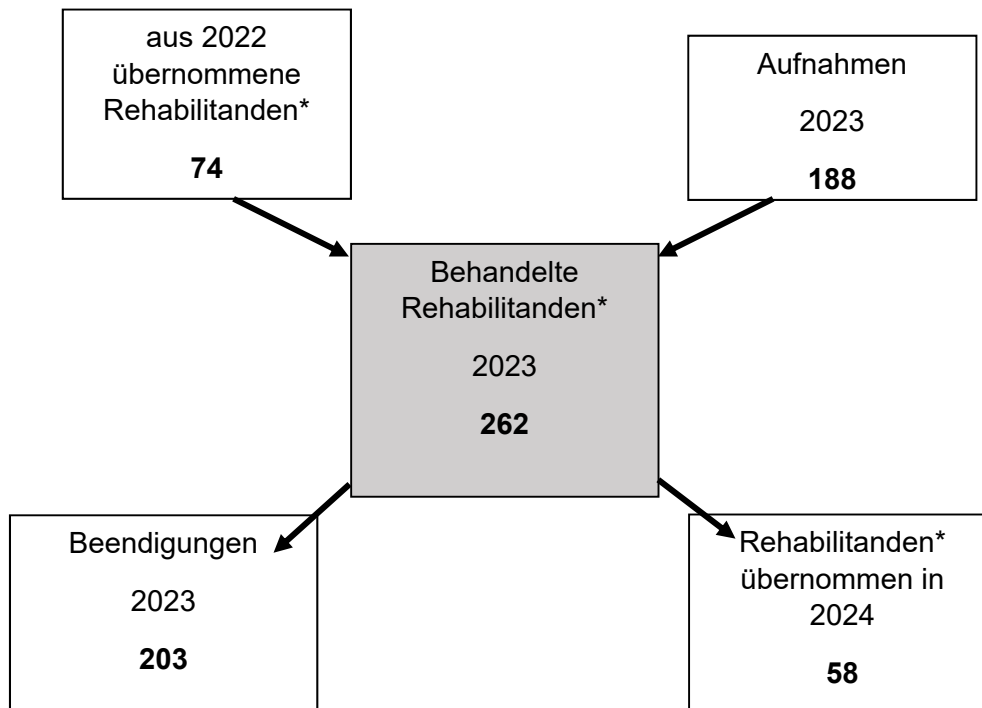 aus 2022
übernommene
Rehabilitanden*
74
Aufnahmen
2023
188
Behandelte
Rehabilitanden*
2023
262
Beendigungen
2023
203
Rehabilitanden*
übernommen in
2024
58